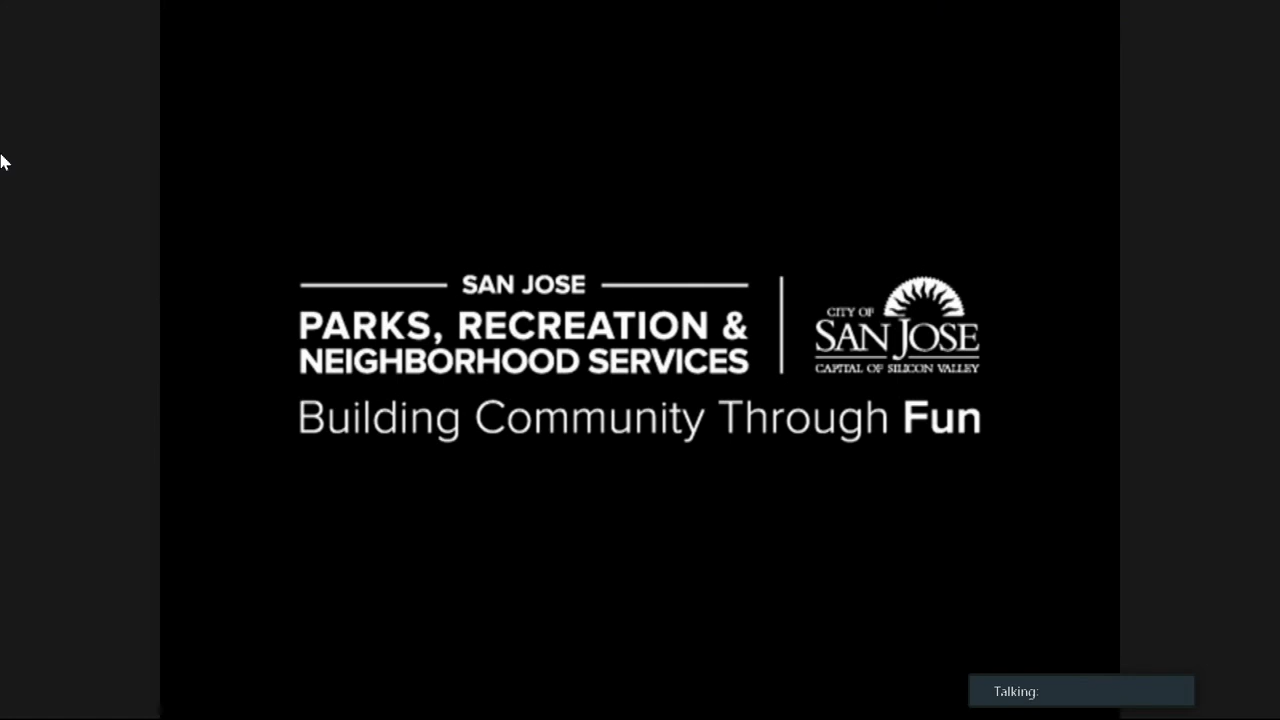 SAN JOSE
PARKS, RECREATION &
NEIGHBORHOOD SERVICES
CITY OF
SAN JOSE
CAPITAL OF SILICON VALLEY
Building Community Through Fun
Talking: